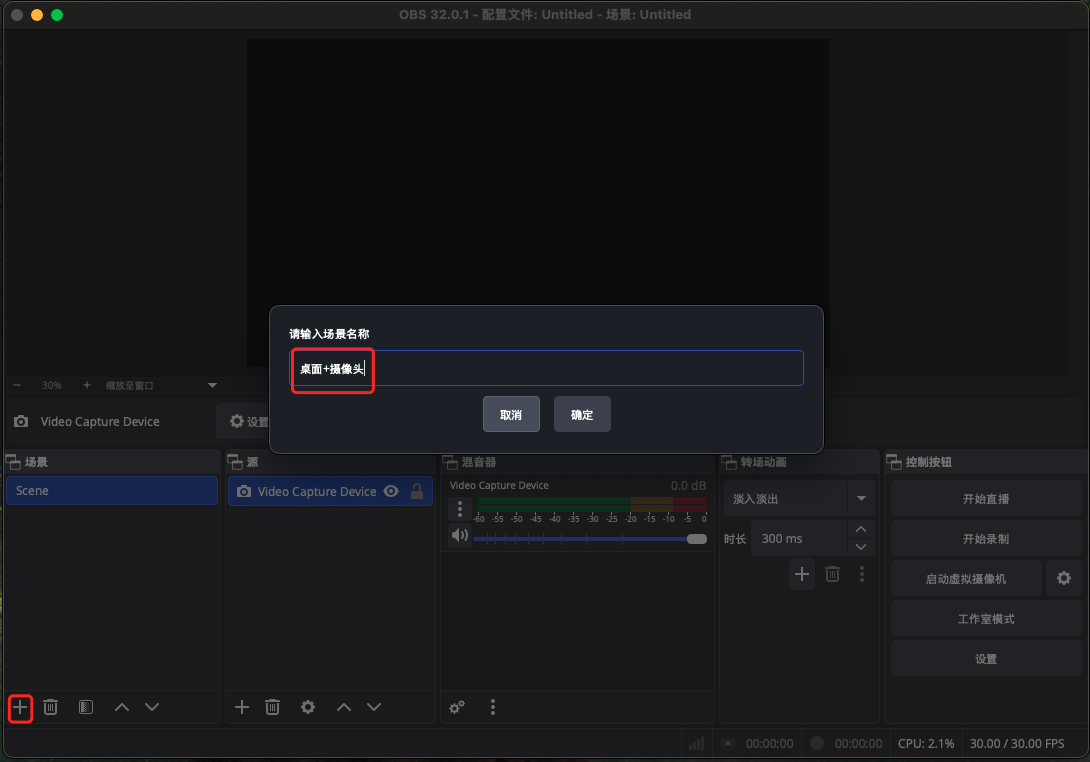 OBS 32.0.1 - 配置文件: Untitled - 场景: Untitled
请输入场景名称
桌面+摄像头
取消
确定
30%
缩放至窗口
Video Capture Device
设置
场景
Scene
源
Video Capture Device
混音器
Video Capture Device
0.0 dB
-60 -55 -50 -45 -40 -35 -30 -25 -20 -15 -10 -5 0
转场动画
淡入淡出
时长
300 ms
控制按钮
开始直播
开始录制
启动虚拟摄像机
工作室模式
设置
00:00:00
00:00:00
CPU: 2.1%
30.00 / 30.00 FPS